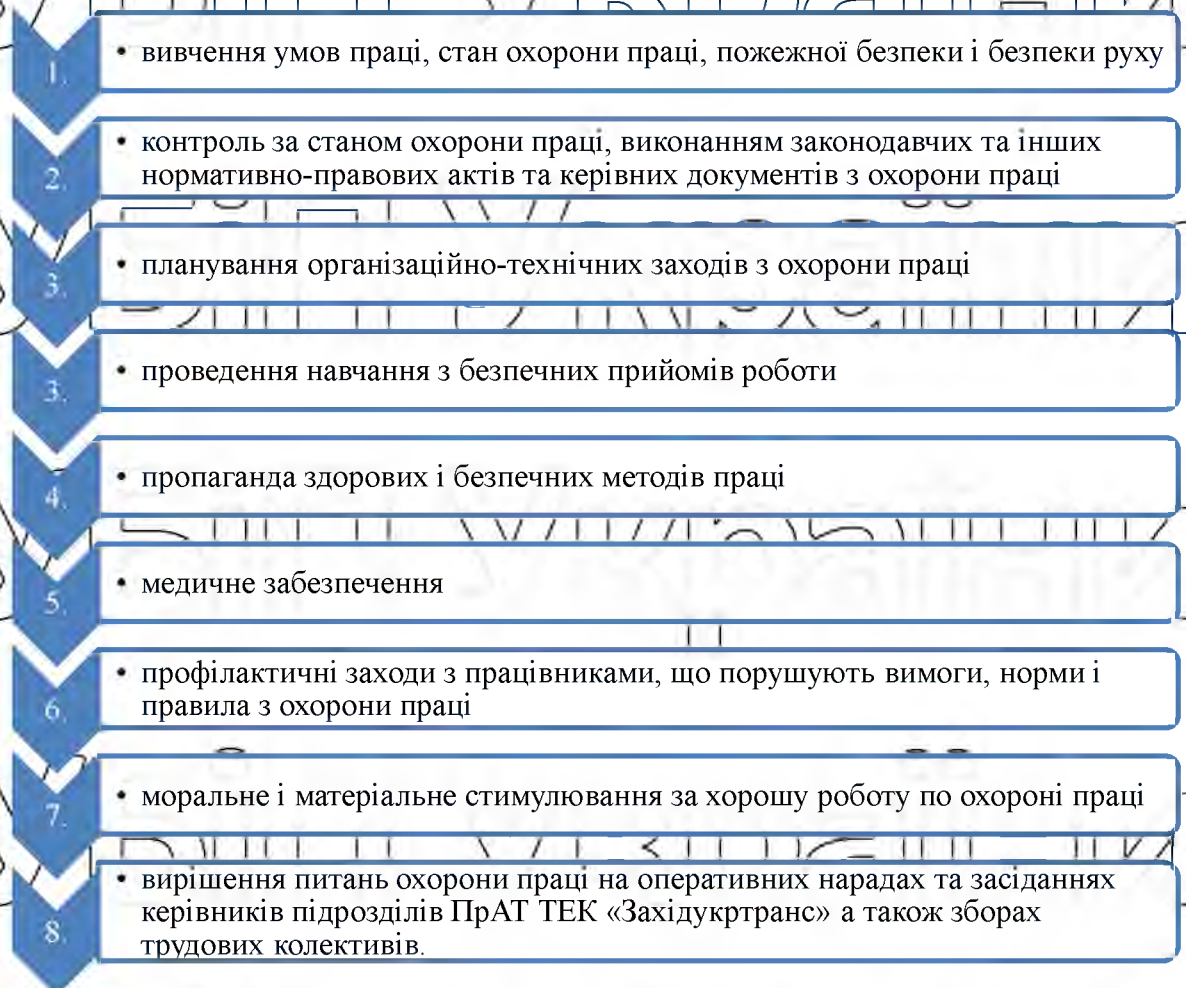 1.
• вивчення умов праці, стан охорони праці, пожежної безпеки і безпеки руху
2.
• контроль за станом охорони праці, виконанням законодавчих та інших
нормативно-правових актів та керівних документів з охорони праці
3.
• планування організаційно-технічних заходів з охорони праці
3.
• проведення навчання з безпечних прийомів роботи
4.
• пропаганда здорових і безпечних методів праці
5.
• медичне забезпечення
6.
• профілактичні заходи з працівниками, що порушують вимоги, норми і
правила з охорони праці
7.
• моральне і матеріальне стимулювання за хорошу роботу по охороні праці
8.
• вирішення питань охорони праці на оперативних нарадах та засіданнях
керівників підрозділів ПрАТ ТЕК «Західукртранс» а також зборах
трудових колективів.